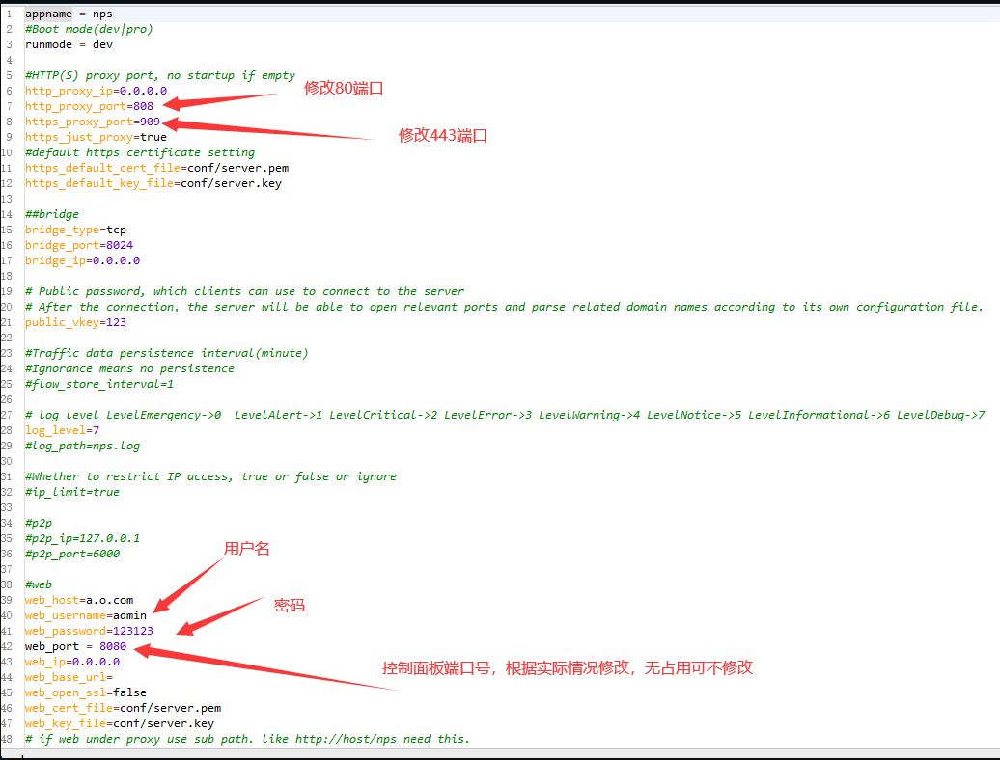 1 appname = nps
2 #Boot mode(dev|pro)
3 runmode = dev
4
5 #HTTP(S) proxy port, no startup if empty
6 http_proxy_ip=0.0.0.0
修改80端口
7 http_proxy_port=808
8 https_proxy_port=909
修改443端口
9 https_just_proxy=true
10 #default https certificate setting
11 https_default_cert_file=conf/server.pem
12 https_default_key_file=conf/server.key
13
14 ##bridge
15 bridge_type=tcp
16 bridge_port=8024
17 bridge_ip=0.0.0.0
18
19 # Public password, which clients can use to connect to the server
20 # After the connection, the server will be able to open relevant ports and parse related domain names according to its own configuration file.
21 public_vkey=123
22
23 #Traffic data persistence interval(minute)
24 #Ignorance means no persistence
25 #flow_store_interval=1
26
27 # log level LevelEmergency->0  LevelAlert->1 LevelCritical->2 LevelError->3 LevelWarning->4 LevelNotice->5 LevelInformational->6 LevelDebug->7
28 log_level=7
29 #log_path=nps.log
30
31 #Whether to restrict IP access, true or false or ignore
32 #ip_limit=true
33
34 #p2p
35 #p2p_ip=127.0.0.1
36 #p2p_port=6000
用户名
37
38 #web
39 web_host=a.o.com
密码
40 web_username=admin
41 web_password=123123
42 web_port = 8080
43 web_ip=0.0.0.0
控制面板端口号，根据实际情况修改，无占用可不修改
44 web_base_url=
45 web_open_ssl=false
46 web_cert_file=conf/server.pem
47 web_key_file=conf/server.key
48 # if web under proxy use sub path. like http://host/nps need this.